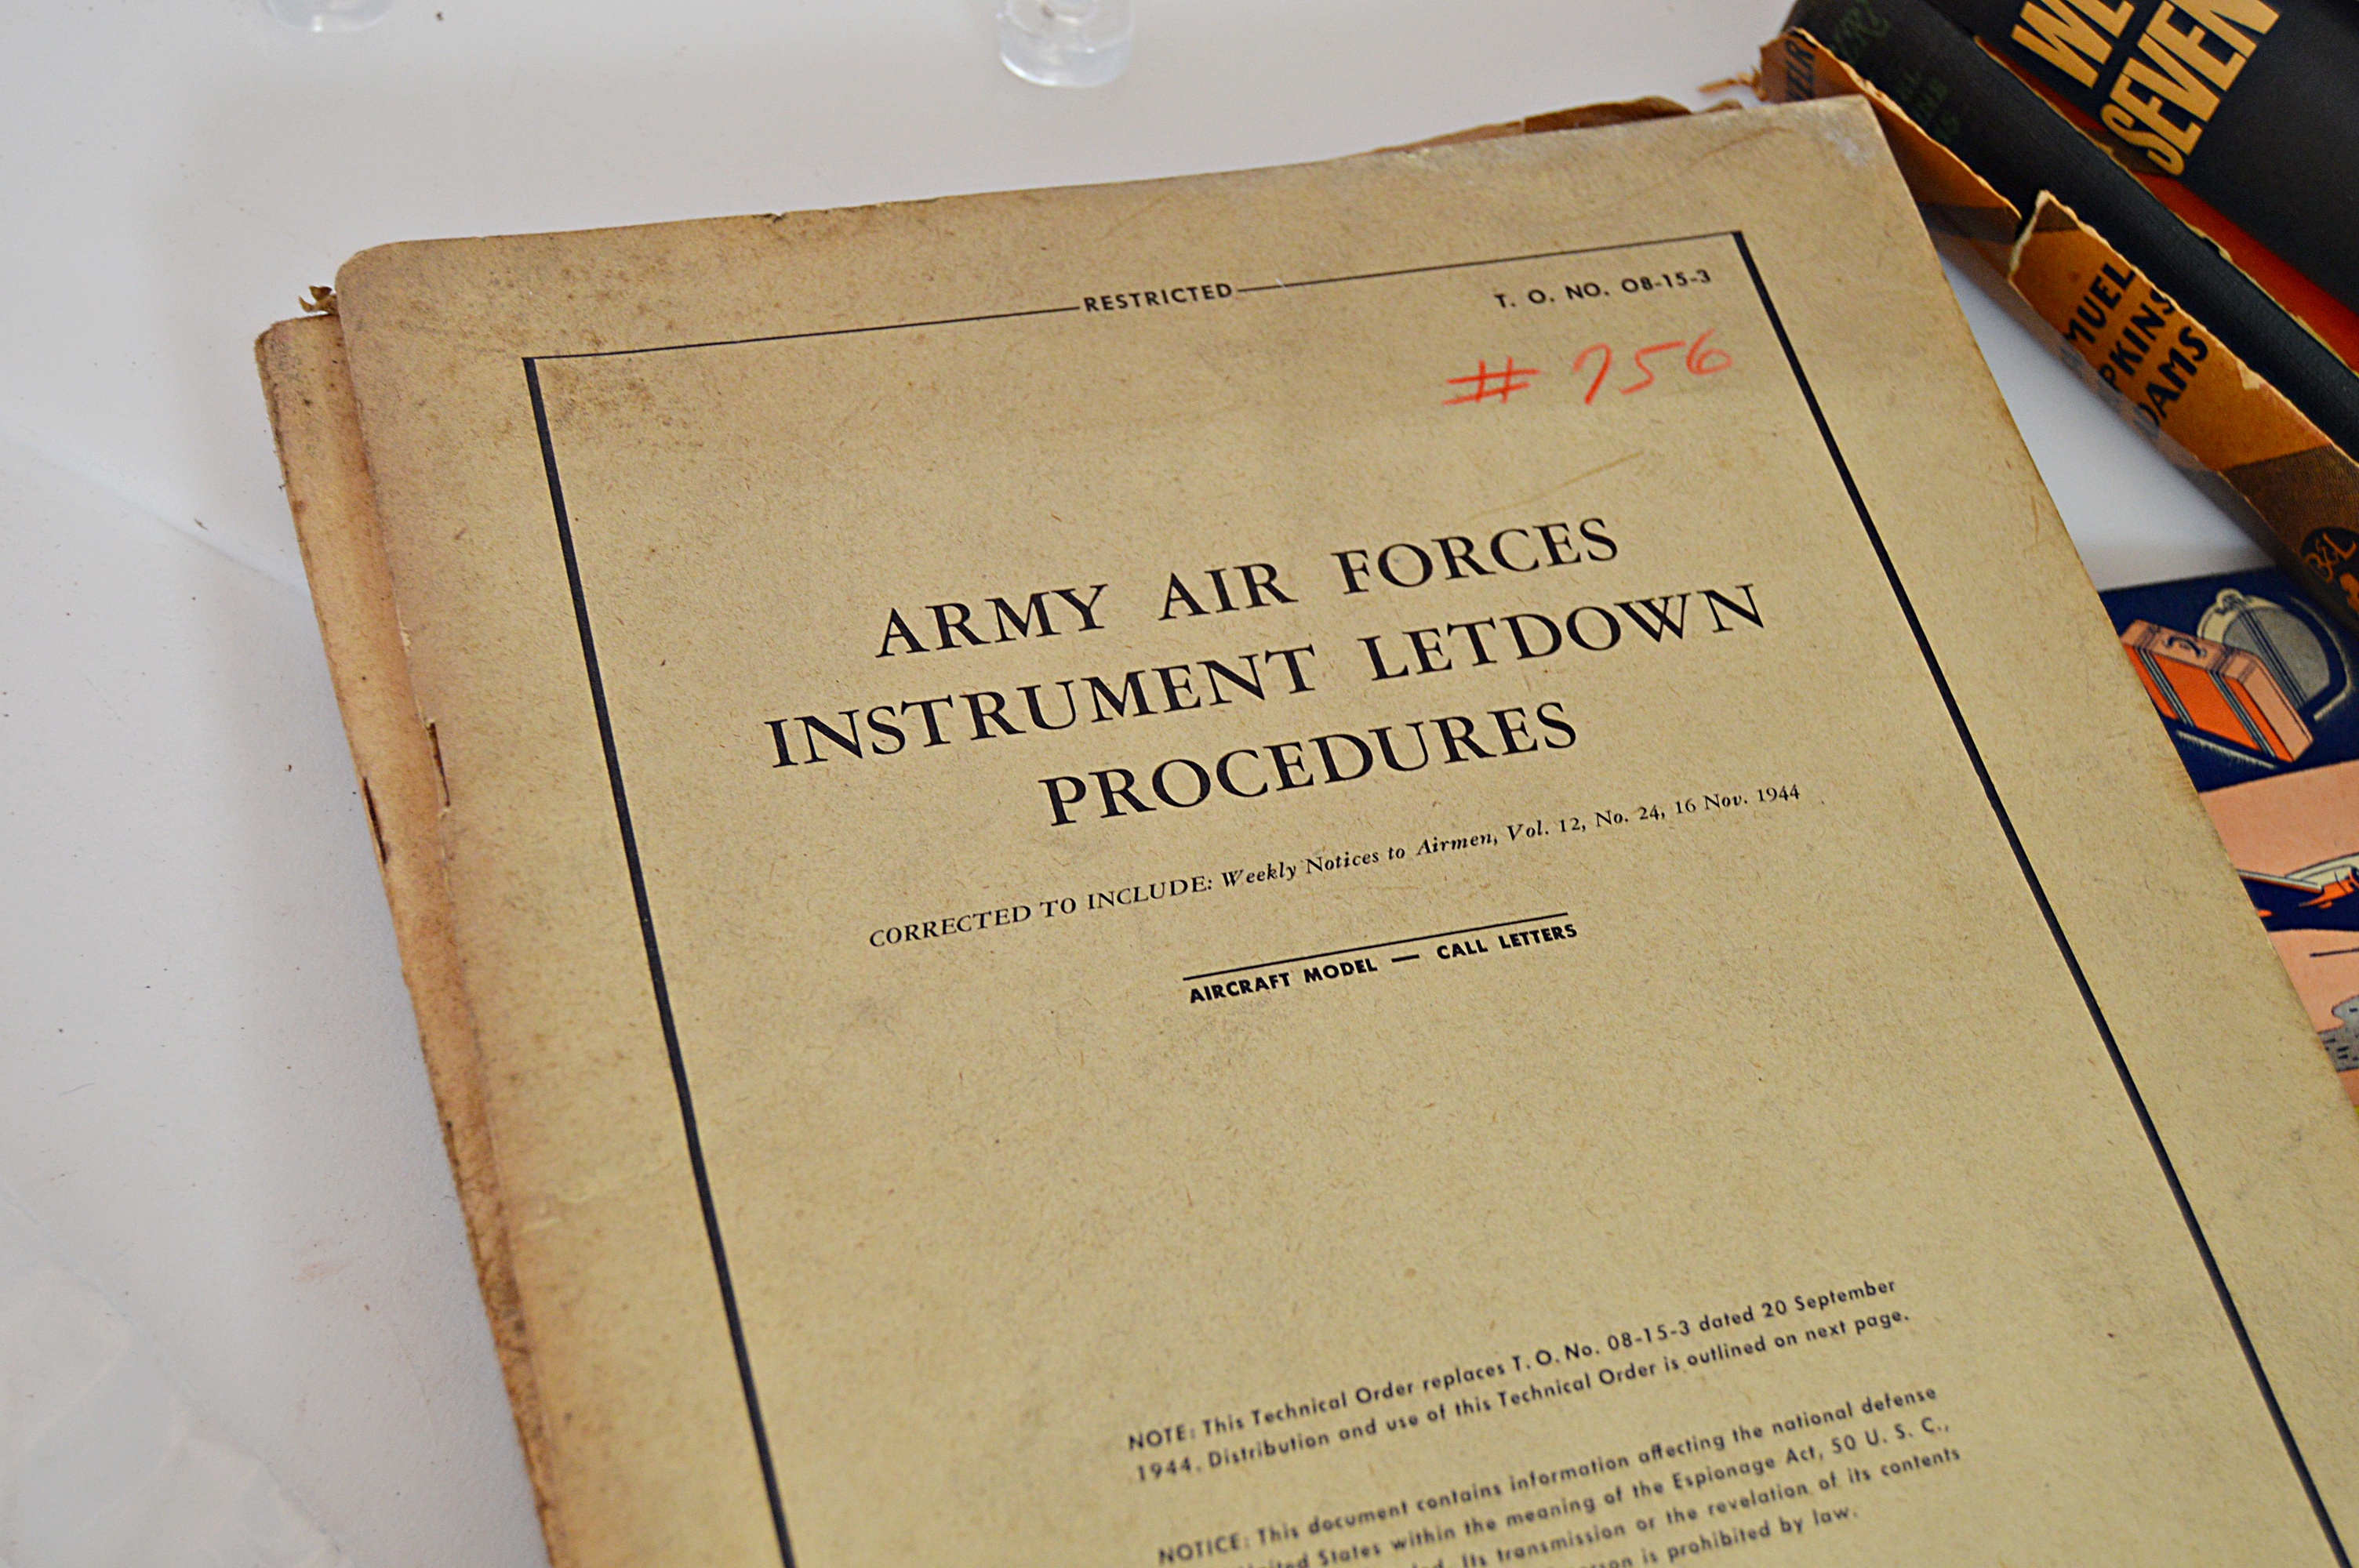 RESTRICTED
T. O. NO. 08-15-3
# 756
ARMY AIR FORCES
INSTRUMENT LETDOWN
PROCEDURES
CORRECTED TO INCLUDE: Weekly Notices to Airmen, Vol. 12, No. 24, 16 Nov. 1944
AIRCRAFT MODEL — CALL LETTERS
NOTE: This Technical Order replaces T. O. No. 08-15-3 dated 20 September
1944. Distribution and use of this Technical Order is outlined on next page.
NOTICE: This document contains information affecting the national defense
United States within the meaning of the Espionage Act, 50 U. S. C.,
Its transmission or the revelation of its contents
is prohibited by law.
WE
SEVEN
MUEL
PKINS
DAMS